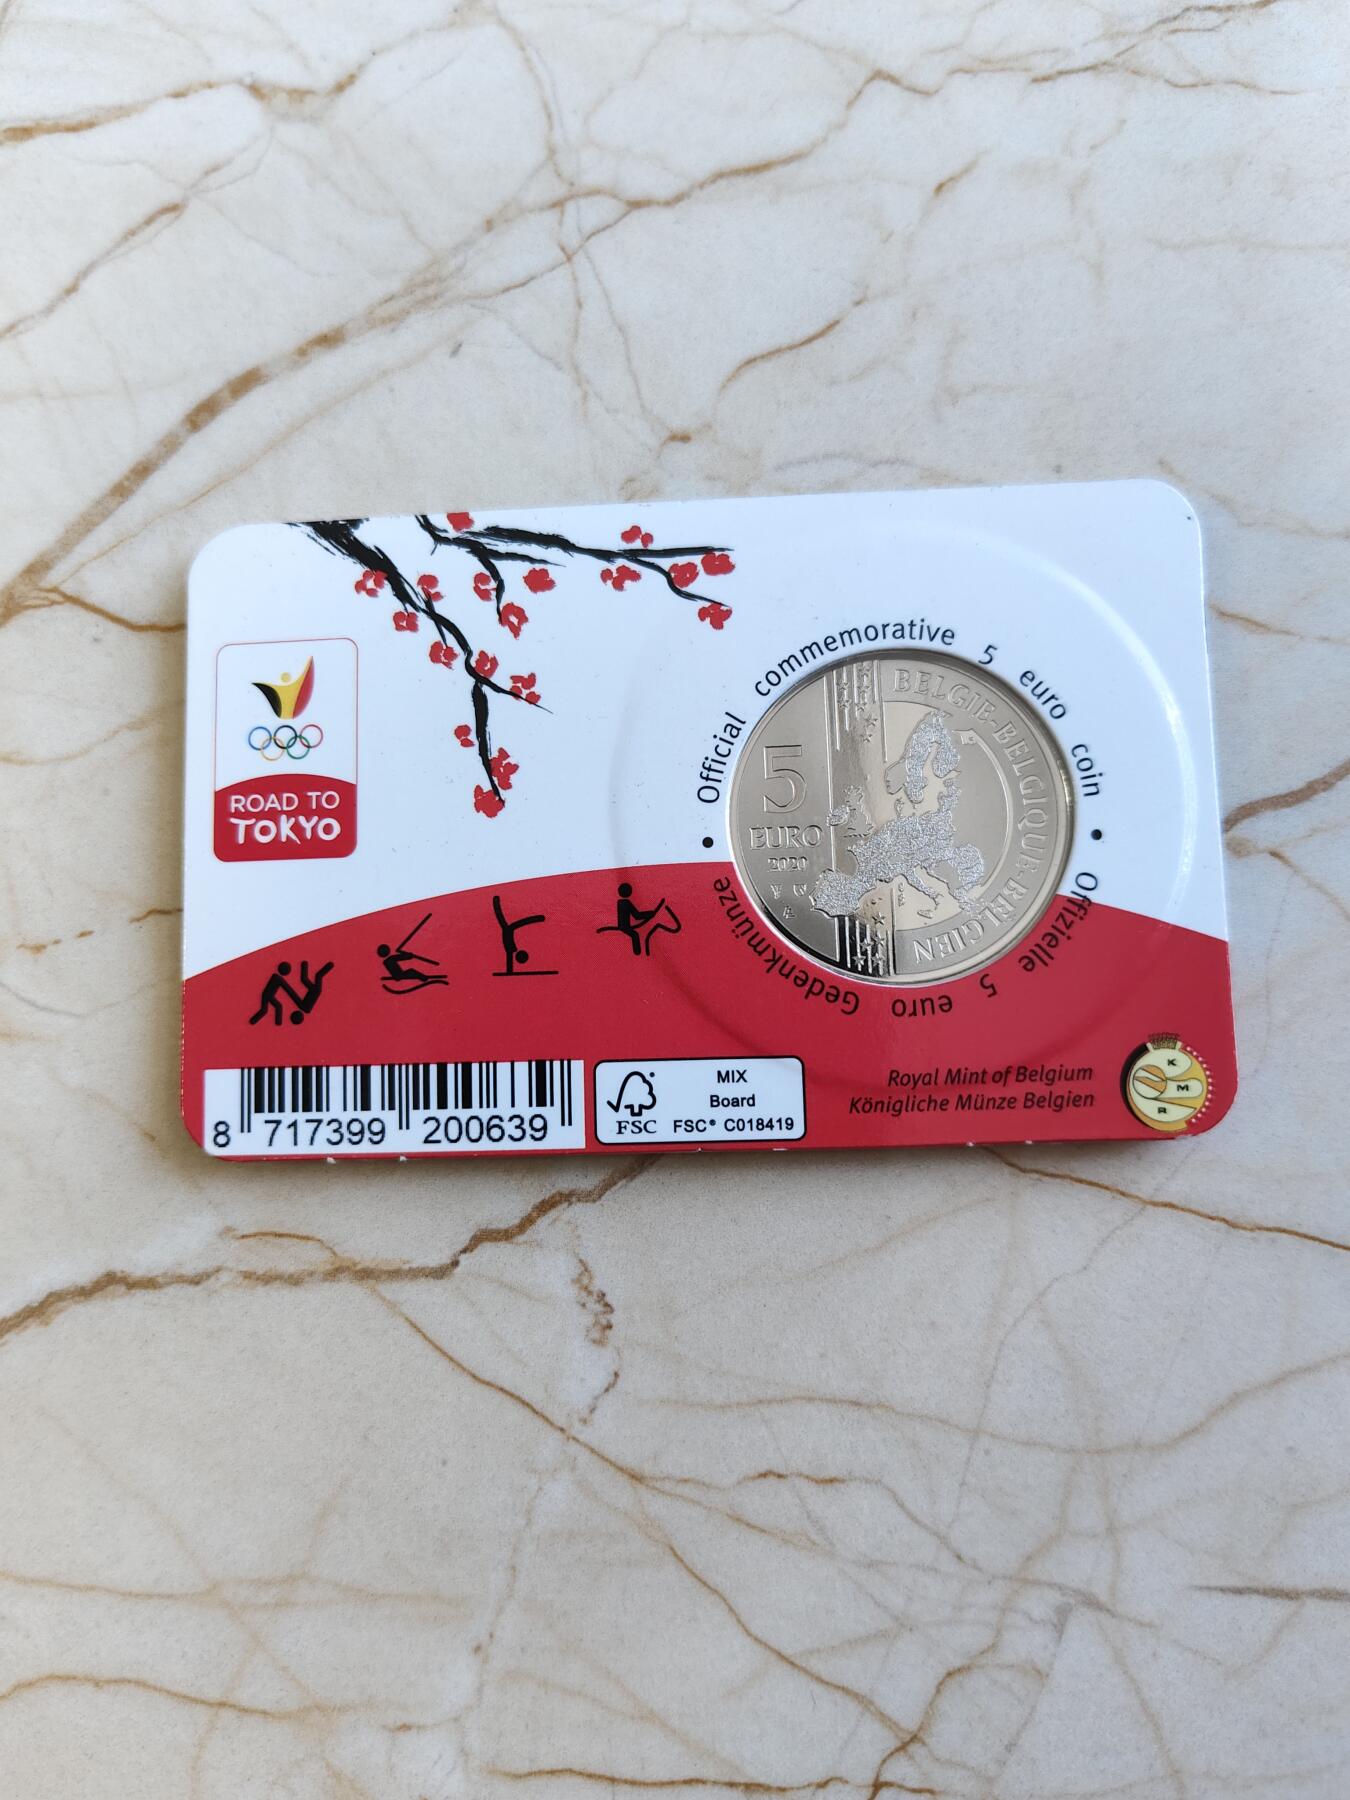 ROAD TO
TOKYO
Official commemorative 5 euro coin •
Offizielle 5 euro Gedenkmünze •
5
EURO
2020
BELGIE-BELGIQUE-BELGIEN
8 717399 200639
FSC
MIX
Board
FSC® C018419
Royal Mint of Belgium
Königliche Münze Belgien
K
M
R